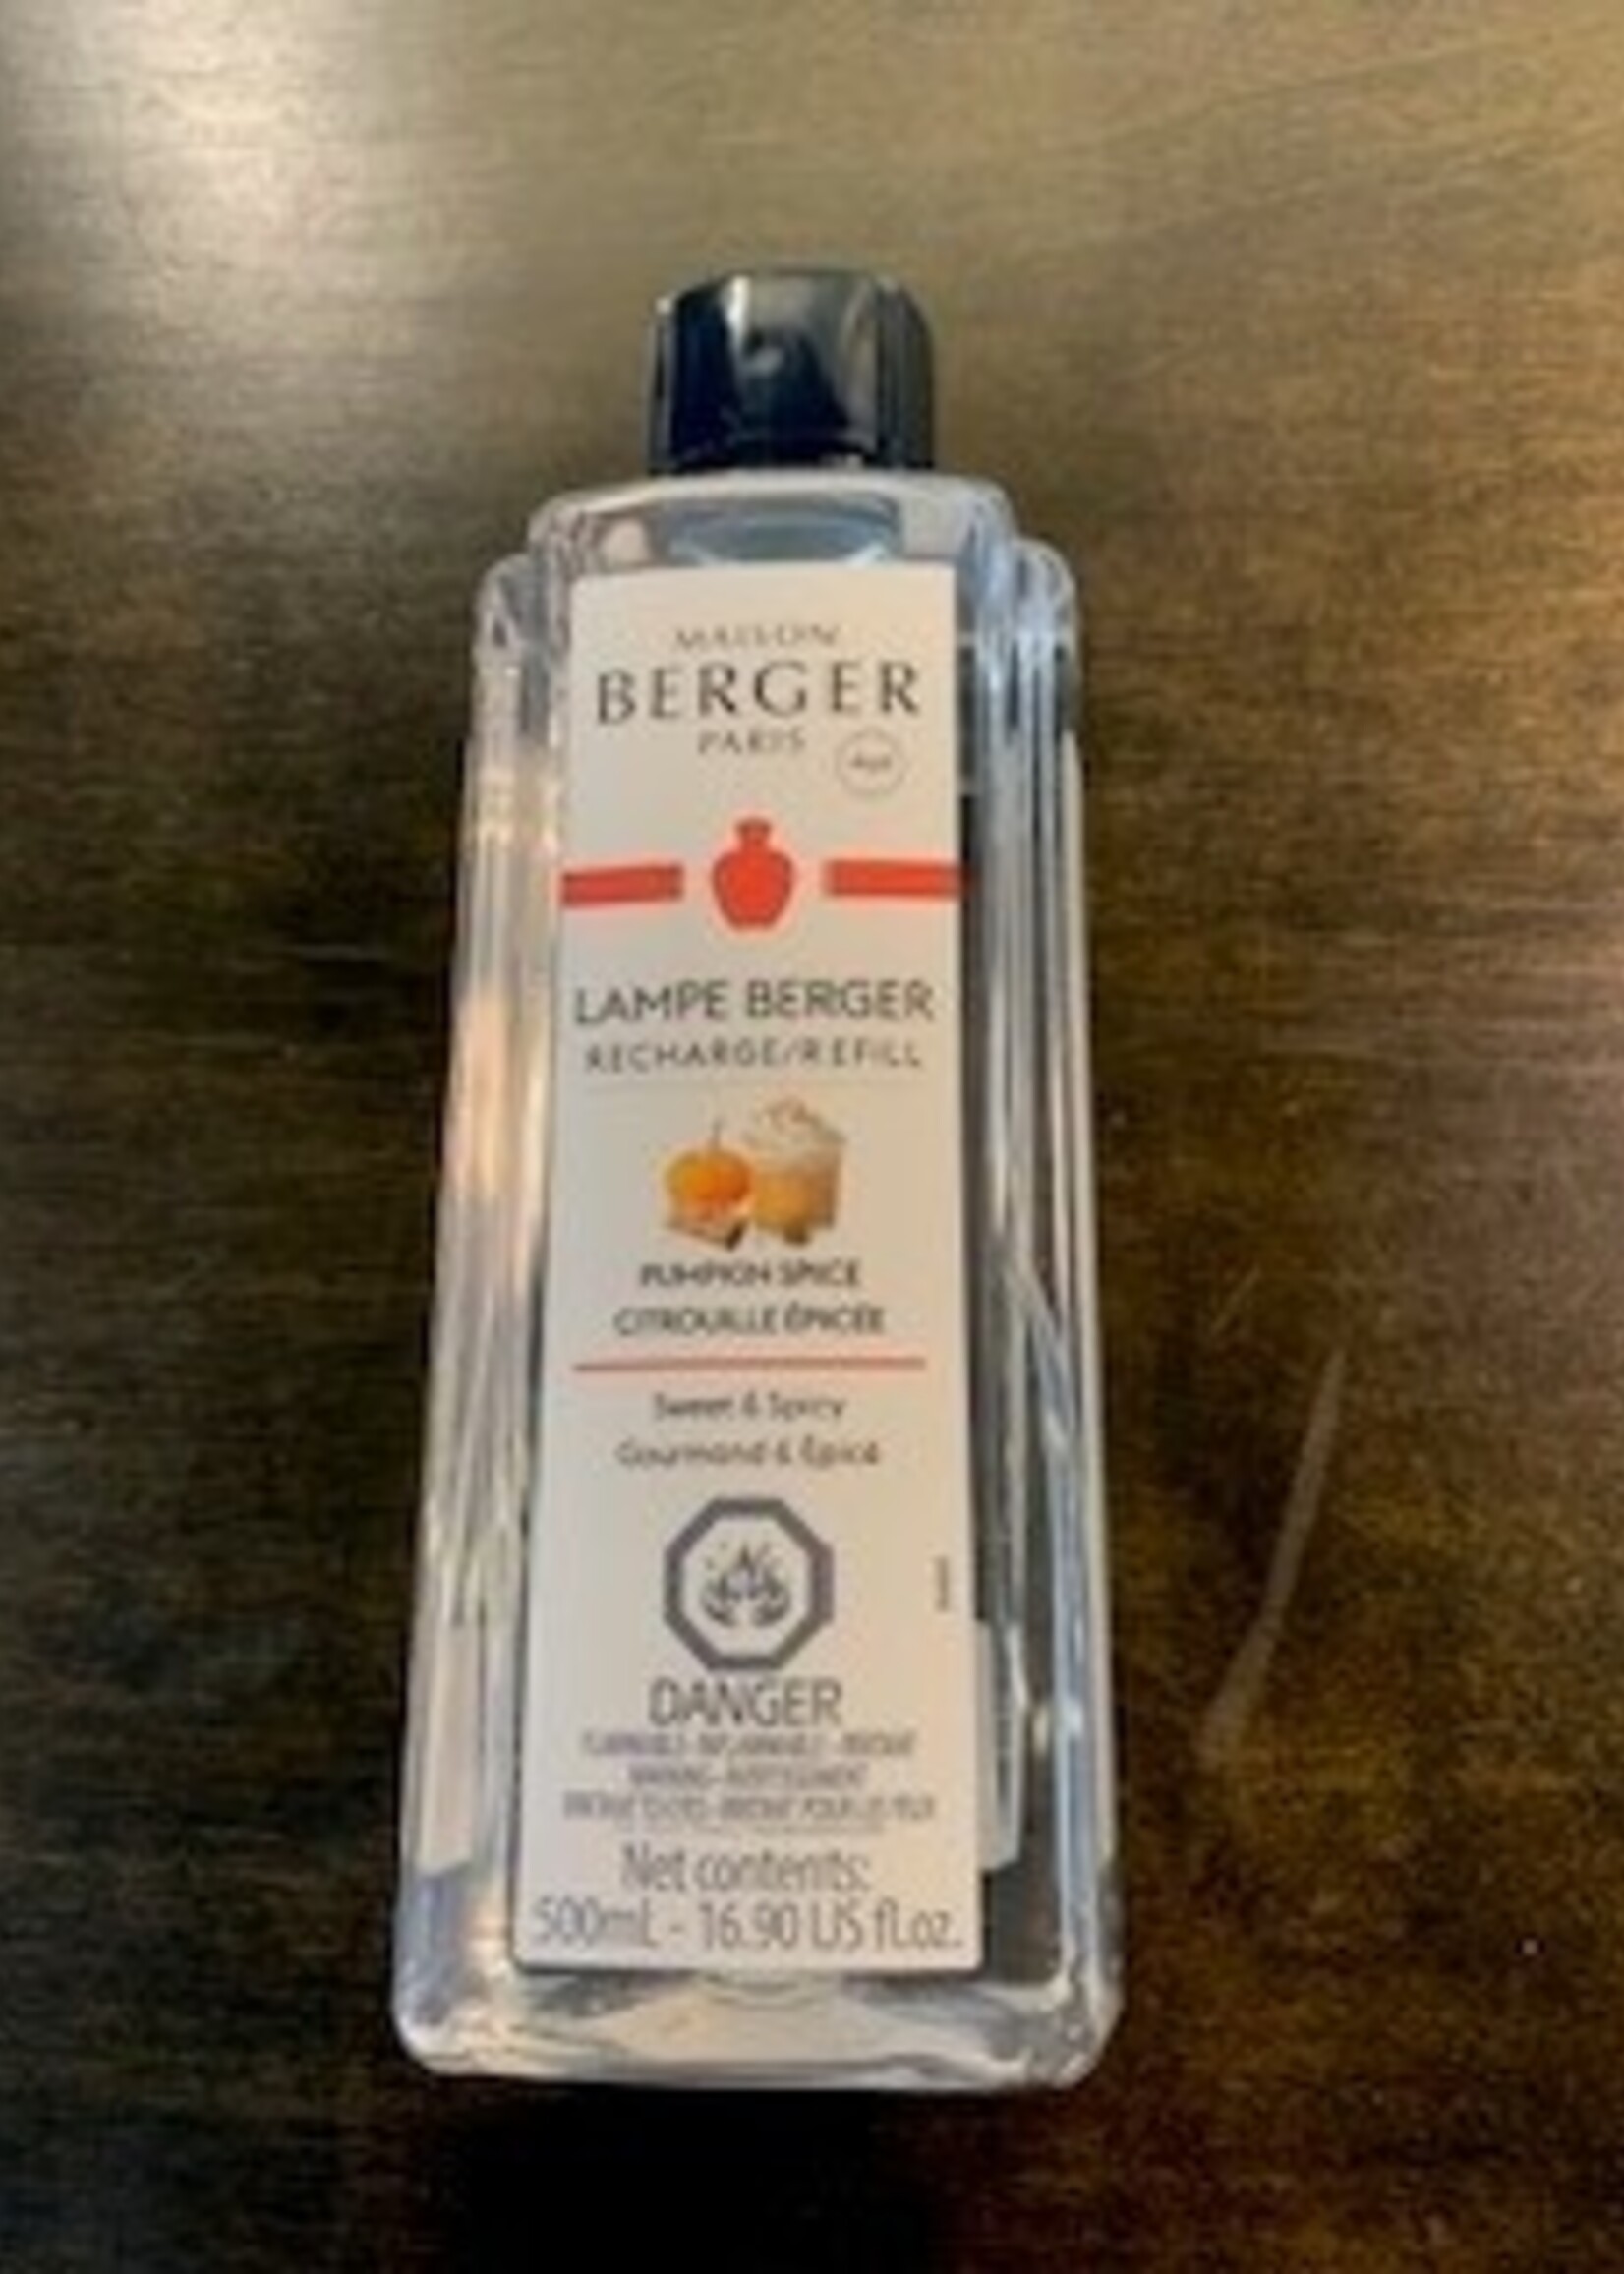 MAISON
BERGER
PARIS
LAMPE BERGER
RECHARGE/REFILL
PUMPKIN SPICE
CITROUILLE ÉPICÉE
Sweet & Spicy
Gourmand & Épicé
DANGER
Net contents:
500mL - 16.90 US fl.oz.